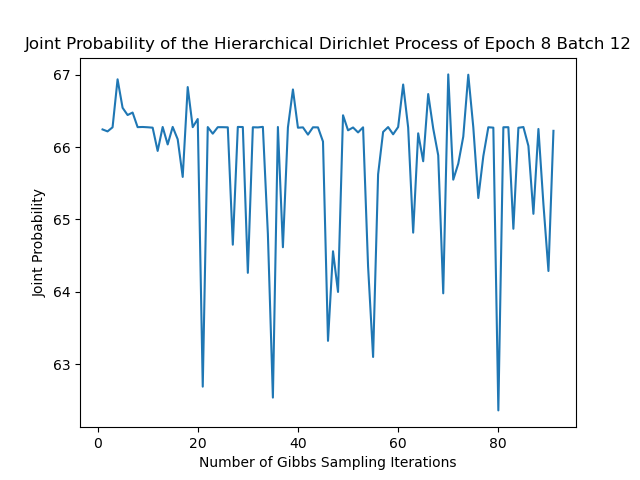 Joint Probability of the Hierarchical Dirichlet Process of Epoch 8 Batch 12
67
66
65
64
63
Joint Probability
0 20 40 60 80
Number of Gibbs Sampling Iterations